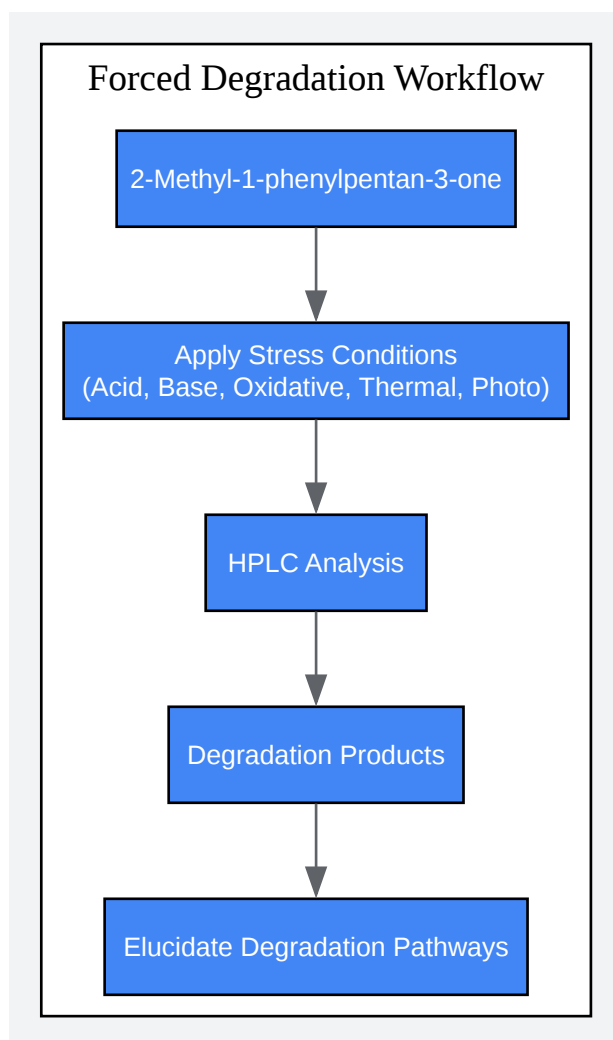 Forced Degradation Workflow
2-Methyl-1-phenylpentan-3-one
Apply Stress Conditions
(Acid, Base, Oxidative, Thermal, Photo)
HPLC Analysis
Degradation Products
Elucidate Degradation Pathways